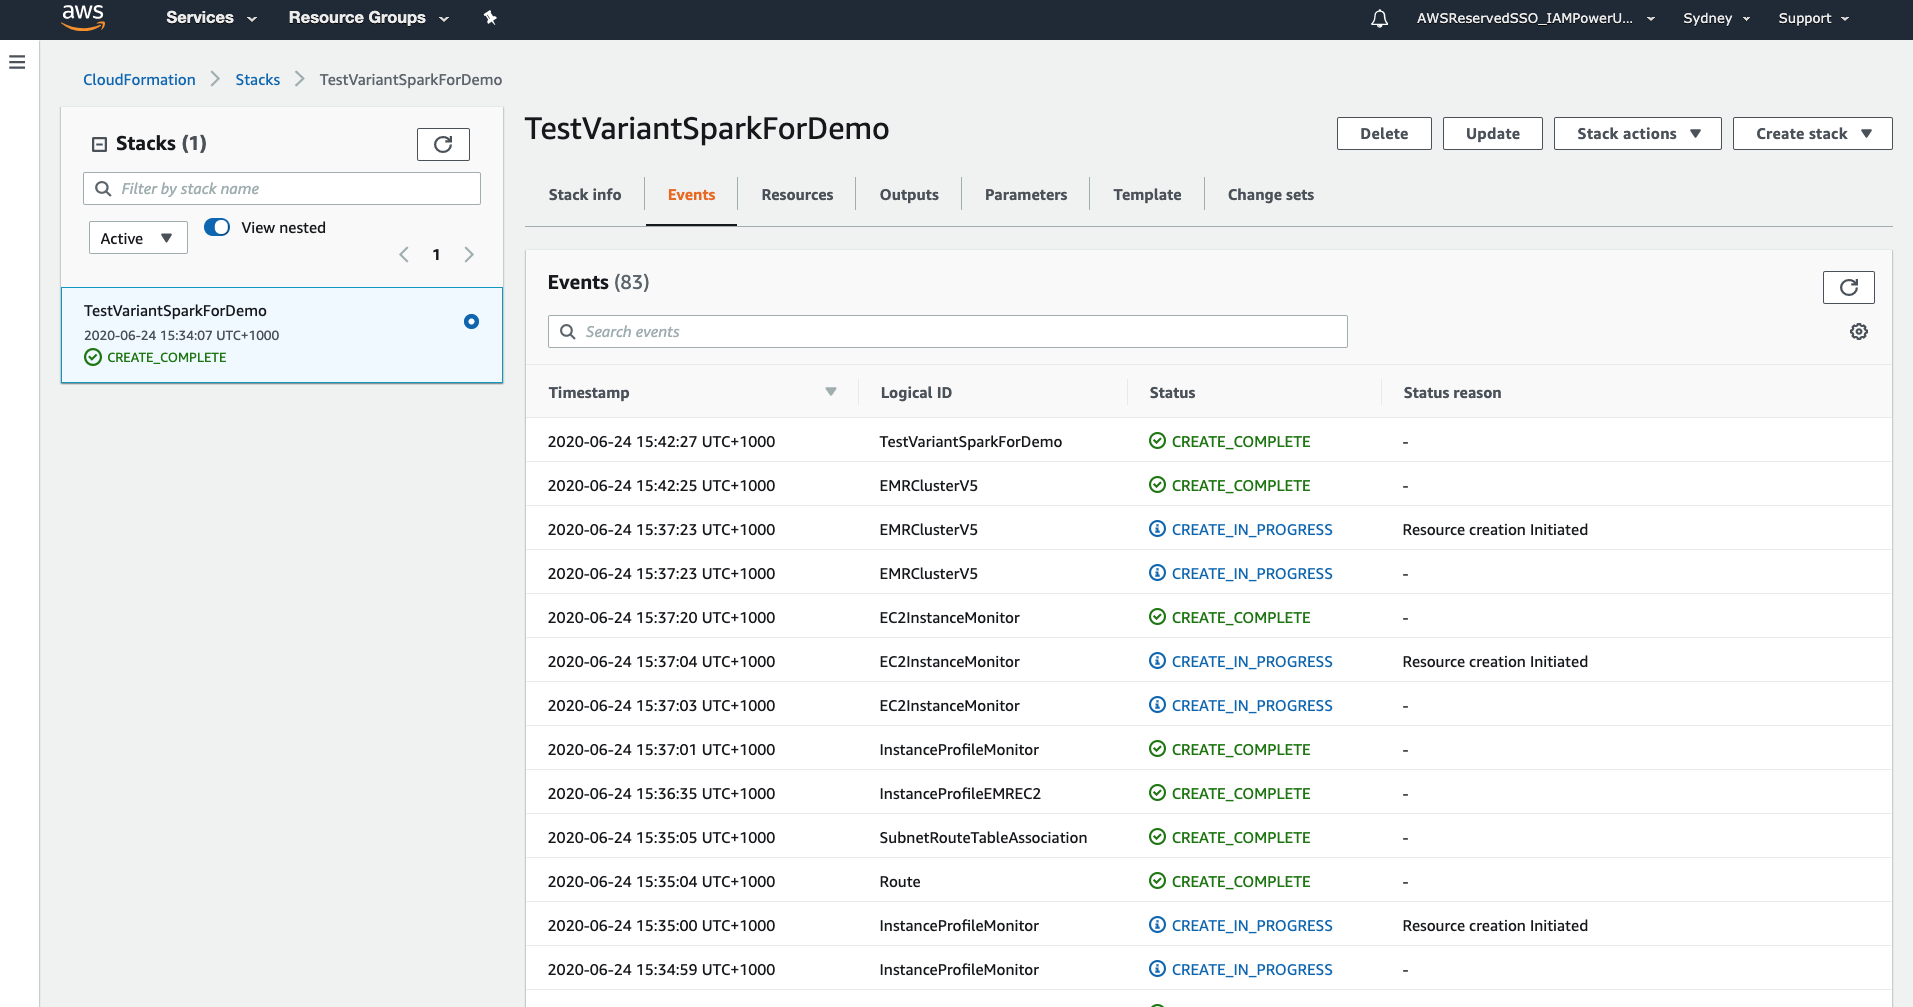 aws Services Resource Groups AWSReservedSSO_IAMPowerU... Sydney Support
CloudFormation Stacks TestVariantSparkForDemo
Stacks (1)
Filter by stack name
Active View nested
1
TestVariantSparkForDemo
2020-06-24 15:34:07 UTC+1000
CREATE_COMPLETE
TestVariantSparkForDemo
Delete Update Stack actions Create stack
Stack info Events Resources Outputs Parameters Template Change sets
Events (83)
Search events
Timestamp Logical ID Status Status reason
2020-06-24 15:42:27 UTC+1000 TestVariantSparkForDemo CREATE_COMPLETE -
2020-06-24 15:42:25 UTC+1000 EMRClusterV5 CREATE_COMPLETE -
2020-06-24 15:37:23 UTC+1000 EMRClusterV5 CREATE_IN_PROGRESS Resource creation Initiated
2020-06-24 15:37:23 UTC+1000 EMRClusterV5 CREATE_IN_PROGRESS -
2020-06-24 15:37:20 UTC+1000 EC2InstanceMonitor CREATE_COMPLETE -
2020-06-24 15:37:04 UTC+1000 EC2InstanceMonitor CREATE_IN_PROGRESS Resource creation Initiated
2020-06-24 15:37:03 UTC+1000 EC2InstanceMonitor CREATE_IN_PROGRESS -
2020-06-24 15:37:01 UTC+1000 InstanceProfileMonitor CREATE_COMPLETE -
2020-06-24 15:36:35 UTC+1000 InstanceProfileEMREC2 CREATE_COMPLETE -
2020-06-24 15:35:05 UTC+1000 SubnetRouteTableAssociation CREATE_COMPLETE -
2020-06-24 15:35:04 UTC+1000 Route CREATE_COMPLETE -
2020-06-24 15:35:00 UTC+1000 InstanceProfileMonitor CREATE_IN_PROGRESS Resource creation Initiated
2020-06-24 15:34:59 UTC+1000 InstanceProfileMonitor CREATE_IN_PROGRESS -